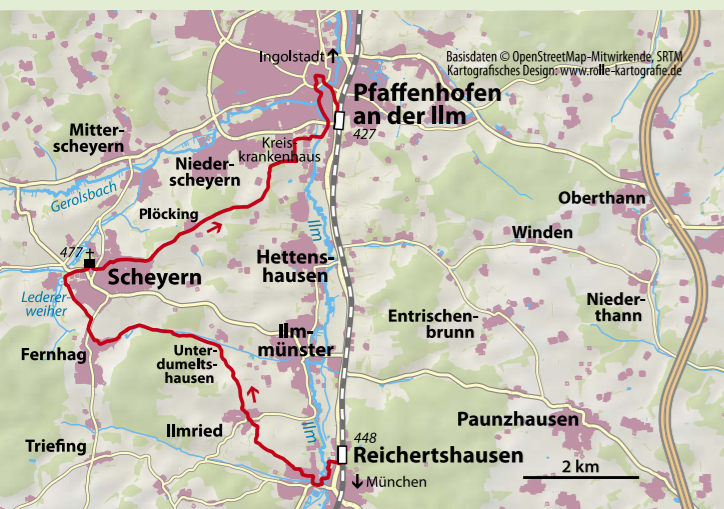 Ingolstadt ↑
Basisdaten © OpenStreetMap-Mitwirkende, SRTM
Kartografisches Design: www.rolle-kartografie.de
Pfaffenhofen
an der Ilm
427
Mitter-
scheyern
Kreis-
krankenhaus
Nieder-
scheyern
Gerolsbach
Plöcking
Ilm
Oberthann
Winden
477
Scheyern
Hettens-
hausen
Lederer-
weiher
Nieder-
thann
Entrischen-
brunn
Ilm-
münster
Fernhag
Unter-
dumelts-
hausen
Paunzhausen
Ilmried
Ilm
448
Triefing
Reichertshausen
2 km
↓ München